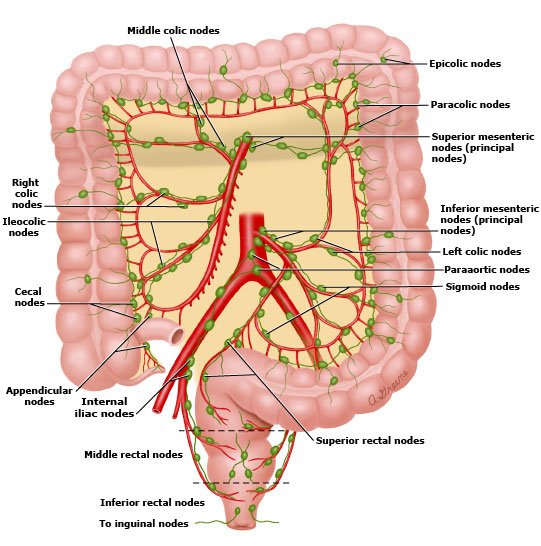 Middle colic nodes
Epicolic nodes
Paracolic nodes
Superior mesenteric
nodes (principal
nodes)
Right
colic
nodes
Ileocolic
nodes
Inferior mesenteric
nodes (principal
nodes)
Left colic nodes
Paraaortic nodes
Sigmoid nodes
Cecal
nodes
Appendicular
nodes
Internal
iliac nodes
Superior rectal nodes
Middle rectal nodes
Inferior rectal nodes
To inguinal nodes
A. Greene